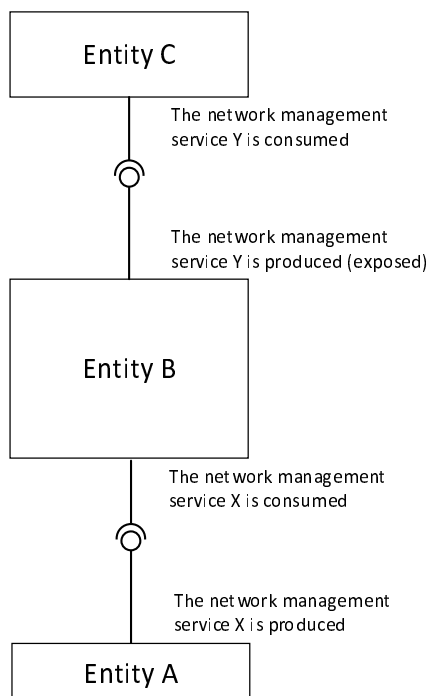 Entity C
The network management
service Y is consumed
The network management
service Y is produced (exposed)
Entity B
The network management
service X is consumed
The network management
service X is produced
Entity A